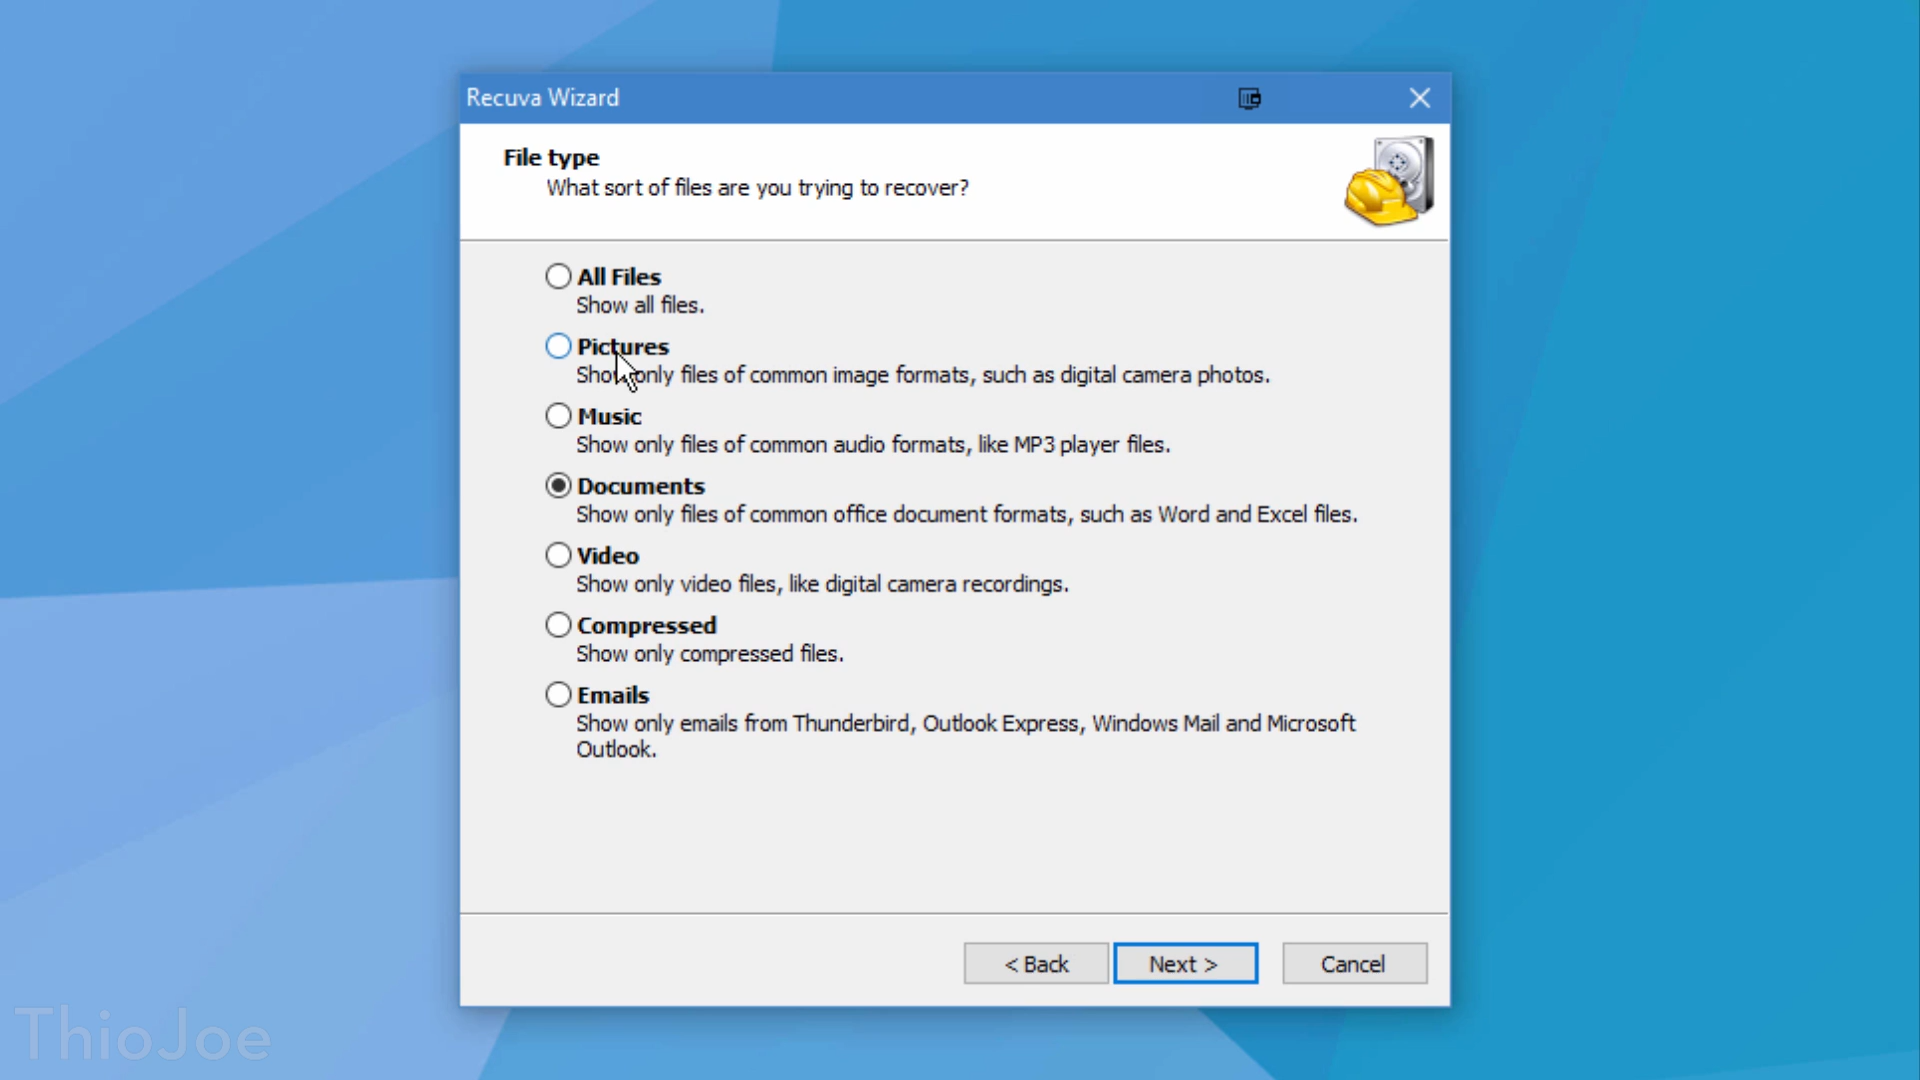 Recuva Wizard
File type
What sort of files are you trying to recover?
All Files
Show all files.
Pictures
Show only files of common image formats, such as digital camera photos.
Music
Show only files of common audio formats, like MP3 player files.
Documents
Show only files of common office document formats, such as Word and Excel files.
Video
Show only video files, like digital camera recordings.
Compressed
Show only compressed files.
Emails
Show only emails from Thunderbird, Outlook Express, Windows Mail and Microsoft
Outlook.
< Back
Next >
Cancel
ThioJoe